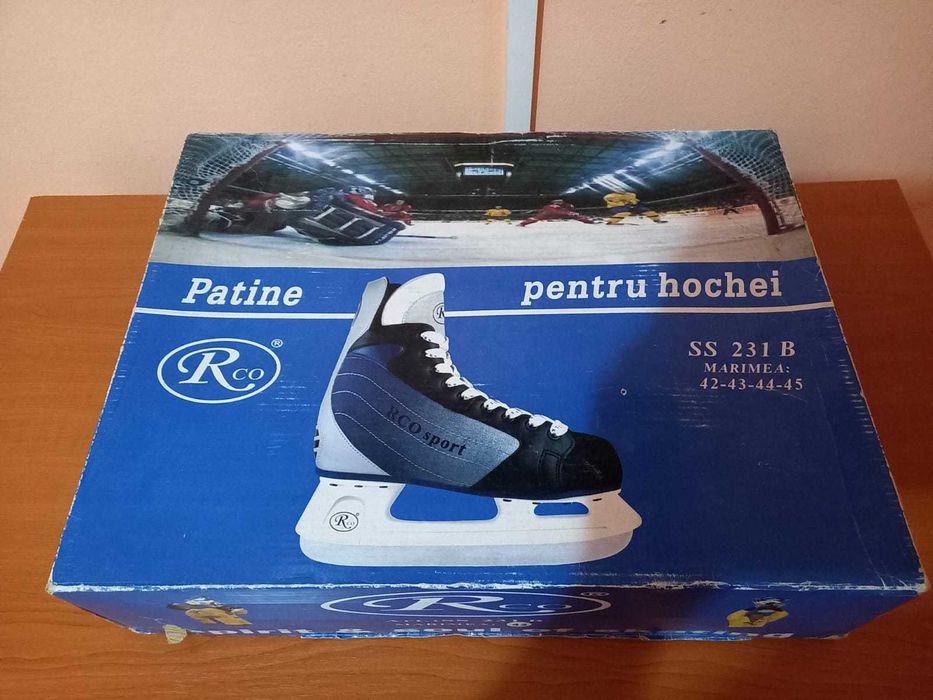 Patine pentru hochei
Rco ®
SS 231 B
MARIMEA:
42-43-44-45
R
RCO sport
Rco ®
Rco ®